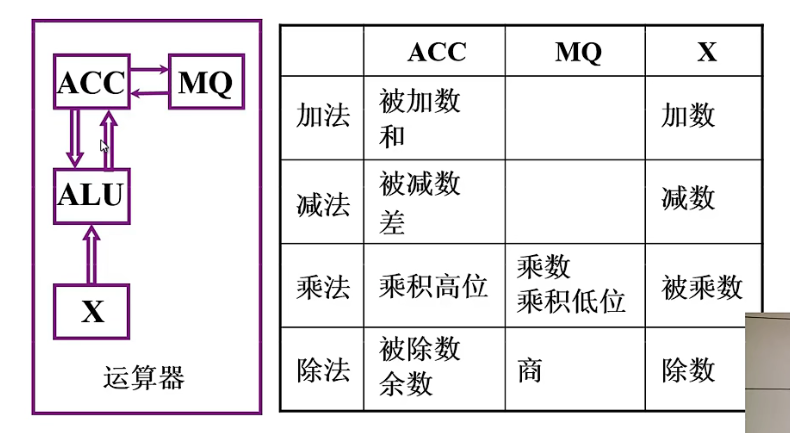 ACC
MQ
ALU
X
运算器
ACC MQ X
加法 被加数 加数
和
减法 被减数 减数
差
乘法 乘积高位 乘数 被乘数
乘积低位
除法 被除数 商 除数
余数